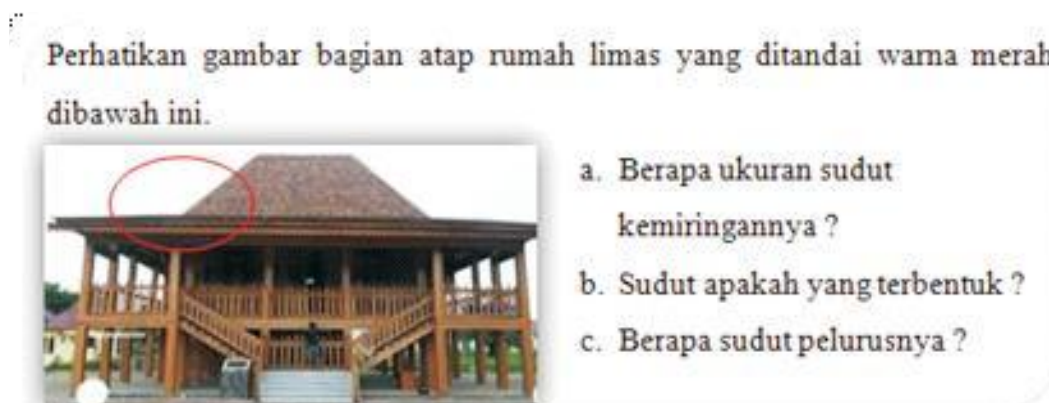 Perhatikan gambar bagian atap rumah limas yang ditandai warna merah
dibawah ini.
a. Berapa ukuran sudut
kemiringannya ?
b. Sudut apakah yang terbentuk ?
c. Berapa sudut pelurusnya ?